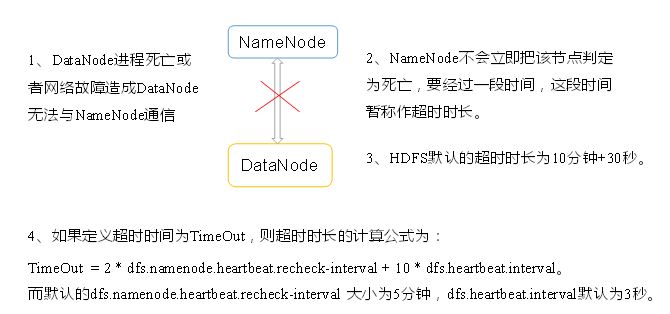 1、DataNode进程死亡或
者网络故障造成DataNode
无法与NameNode通信
NameNode
DataNode
2、NameNode不会立即把该节点判定
为死亡，要经过一段时间，这段时间
暂称作超时时长。
3、HDFS默认的超时时长为10分钟+30秒。
4、如果定义超时时间为TimeOut，则超时时长的计算公式为：
TimeOut = 2 * dfs.namenode.heartbeat.recheck-interval + 10 * dfs.heartbeat.interval。
而默认的dfs.namenode.heartbeat.recheck-interval 大小为5分钟，dfs.heartbeat.interval默认为3秒。